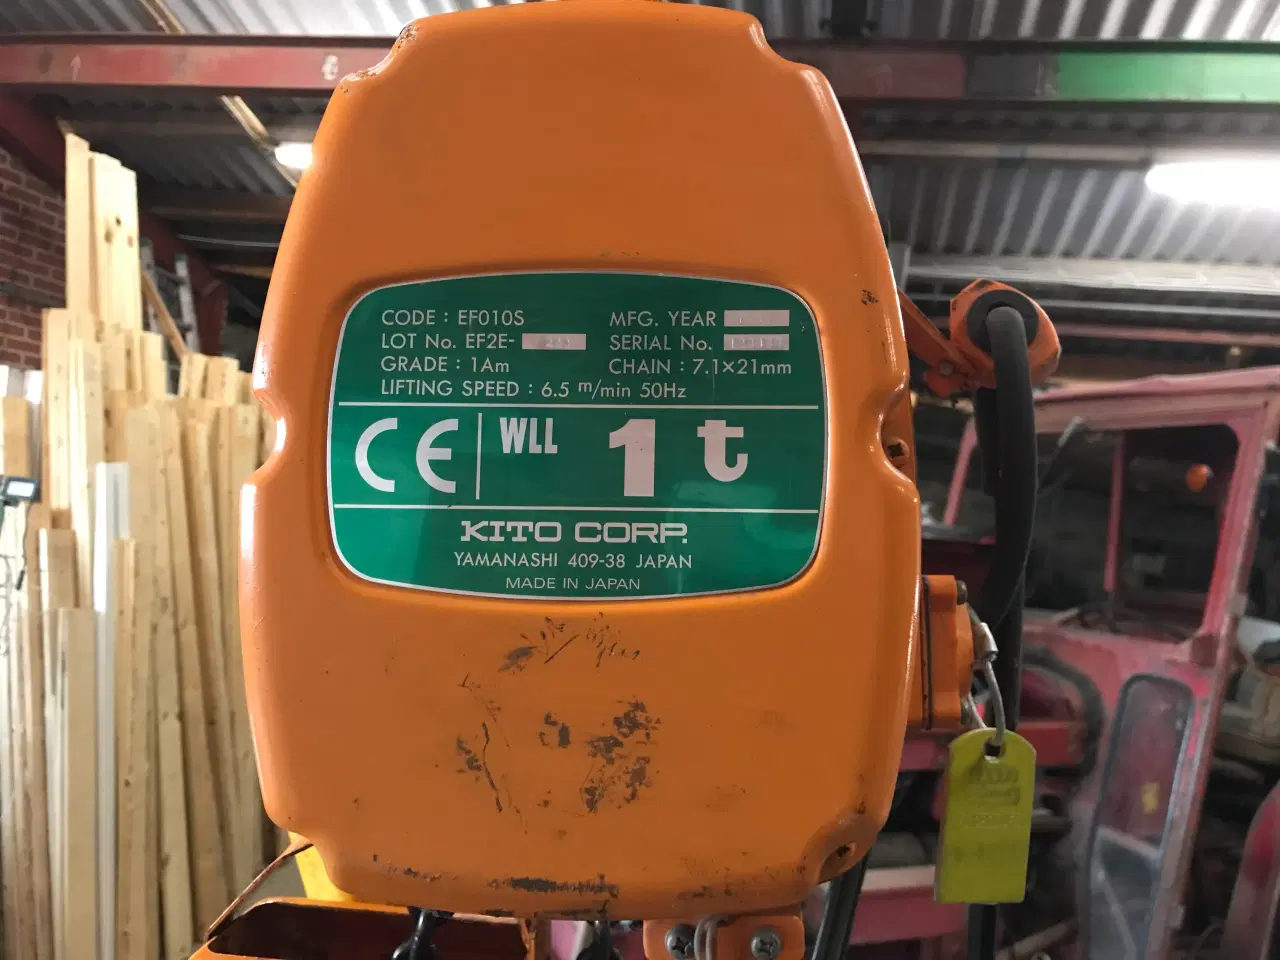 CODE : EF010S
MFG. YEAR
LOT No. EF2E-
SERIAL No.
GRADE : 1Am
CHAIN : 7.1×21mm
LIFTING SPEED : 6.5 m/min 50Hz
CE
WLL 1t
KITO CORP.
YAMANASHI 409-38 JAPAN
MADE IN JAPAN